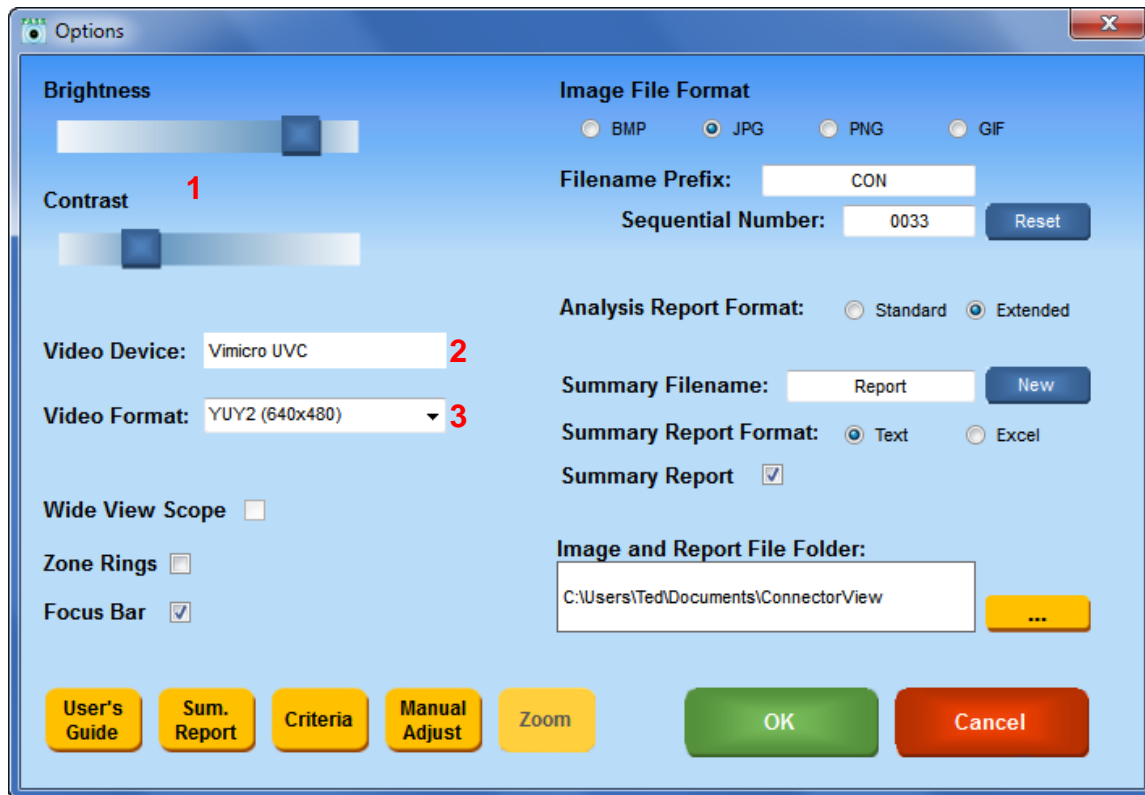 PASS
Options
X
Brightness
1
Contrast
Video Device: Vimicro UVC 2
Video Format: YUY2 (640x480) 3
Wide View Scope
Zone Rings
Focus Bar
User's
Guide
Sum.
Report
Criteria
Manual
Adjust
Zoom
Image File Format
BMP JPG PNG GIF
Filename Prefix: CON
Sequential Number: 0033 Reset
Analysis Report Format: Standard Extended
Summary Filename: Report New
Summary Report Format: Text Excel
Summary Report
Image and Report File Folder:
C:\Users\Ted\Documents\ConnectorView
...
OK
Cancel